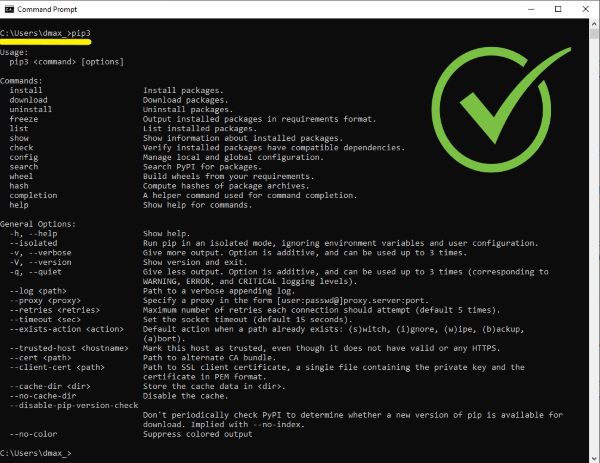 Command Prompt
C:\Users\dmax_>pip3
Usage:
pip3 <command> [options]
Commands:
install Install packages.
download Download packages.
uninstall Uninstall packages.
freeze Output installed packages in requirements format.
list List installed packages.
show Show information about installed packages.
check Verify installed packages have compatible dependencies.
config Manage local and global configuration.
search Search PyPI for packages.
wheel Build wheels from your requirements.
hash Compute hashes of package archives.
completion A helper command used for command completion.
help Show help for commands.
General Options:
-h, --help Show help.
--isolated Run pip in an isolated mode, ignoring environment variables and user configuration.
-v, --verbose Give more output. Option is additive, and can be used up to 3 times.
-V, --version Show version and exit.
-q, --quiet Give less output. Option is additive, and can be used up to 3 times (corresponding to
WARNING, ERROR, and CRITICAL logging levels).
--log <path> Path to a verbose appending log.
--proxy <proxy> Specify a proxy in the form [user:passwd@]proxy.server:port.
--retries <retries> Maximum number of retries each connection should attempt (default 5 times).
--timeout <sec> Set the socket timeout (default 15 seconds).
--exists-action <action> Default action when a path already exists: (s)witch, (i)gnore, (w)ipe, (b)ackup,
(a)bort).
--trusted-host <hostname> Mark this host as trusted, even though it does not have valid or any HTTPS.
--cert <path> Path to alternate CA bundle.
--client-cert <path> Path to SSL client certificate, a single file containing the private key and the
certificate in PEM format.
--cache-dir <dir> Store the cache data in <dir>.
--no-cache-dir Disable the cache.
--disable-pip-version-check
Don't periodically check PyPI to determine whether a new version of pip is available for
download. Implied with --no-index.
--no-color Suppress colored output
C:\Users\dmax_>